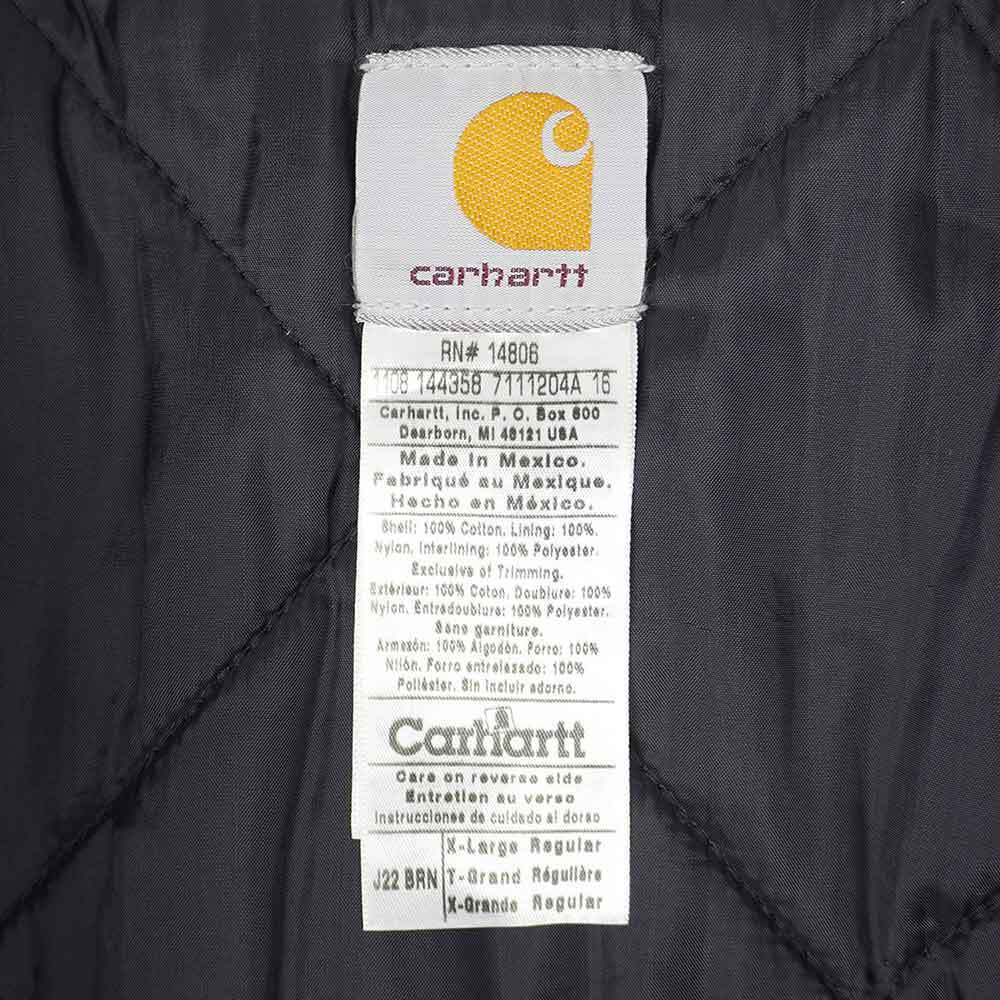 carhartt
RN# 14806
1108 144358 7111204A 16
Carhartt, Inc. P. O. Box 600
Dearborn, MI 48121 USA
Made in Mexico.
Fabriqué au Mexique.
Hecho en México.
Shell: 100% Cotton. Lining: 100%
Nylon. Interlining: 100% Polyester.
Exclusive of Trimming.
Extérieur: 100% Coton. Doublure: 100%
Nylon. Entredoublure: 100% Polyester.
Sans garniture.
Armezón: 100% Algodón. Forro: 100%
Nilón. Forro entrelazado: 100%
Poliéster. Sin incluir adorno.
Carhartt
Care on reverse side
Entretien au verso
Instrucciones de cuidado al dorso
J22 BRN
X-Large Regular
T-Grand Régulière
X-Grande Regular